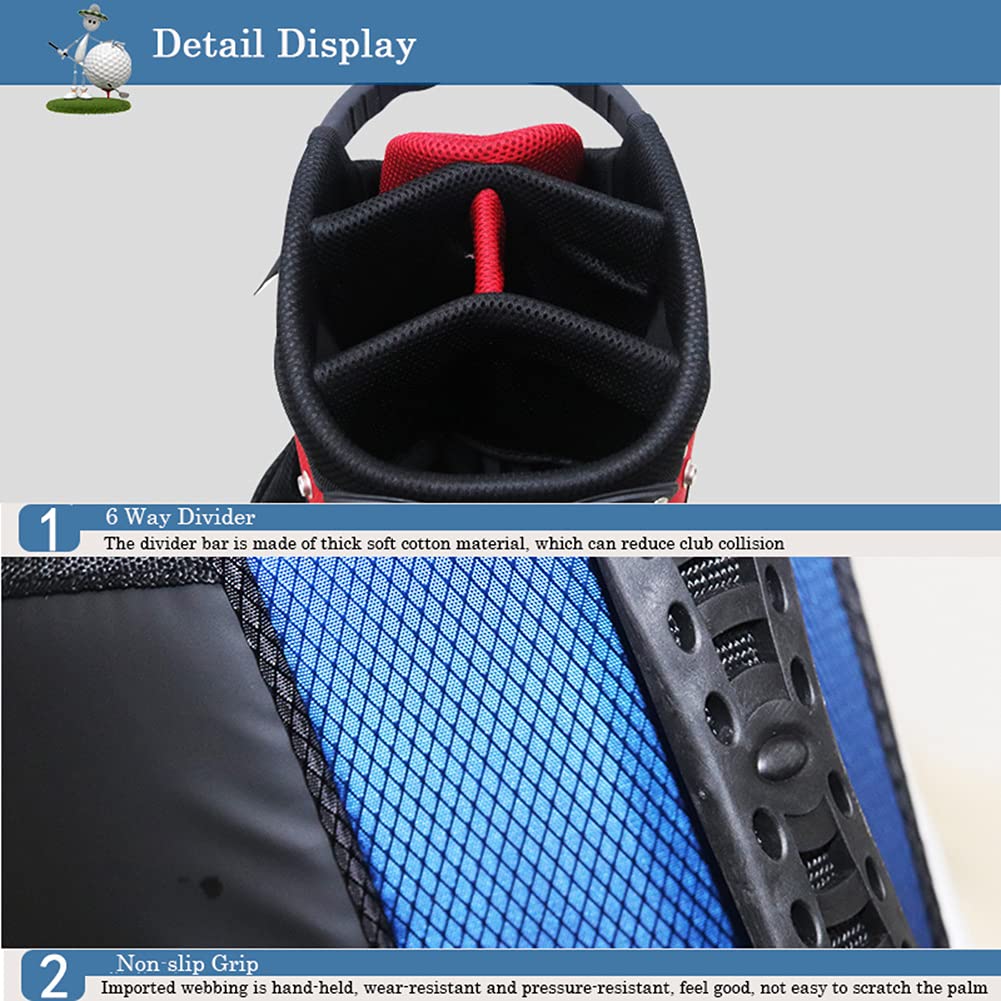 Detail Display
1
6 Way Divider
The divider bar is made of thick soft cotton material, which can reduce club collision
2
Non-slip Grip
Imported webbing is hand-held, wear-resistant and pressure-resistant, feel good, not easy to scratch the palm